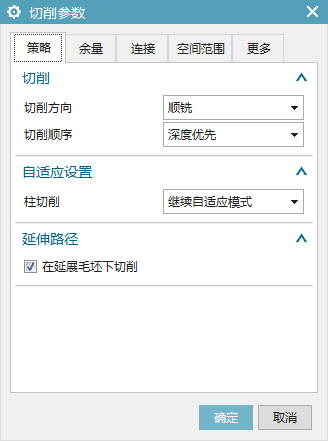 切削参数
策略 余量 连接 空间范围 更多
切削
切削方向 顺铣
切削顺序 深度优先
自适应设置
柱切削 继续自适应模式
延伸路径
在延展毛坯下切削
确定 取消